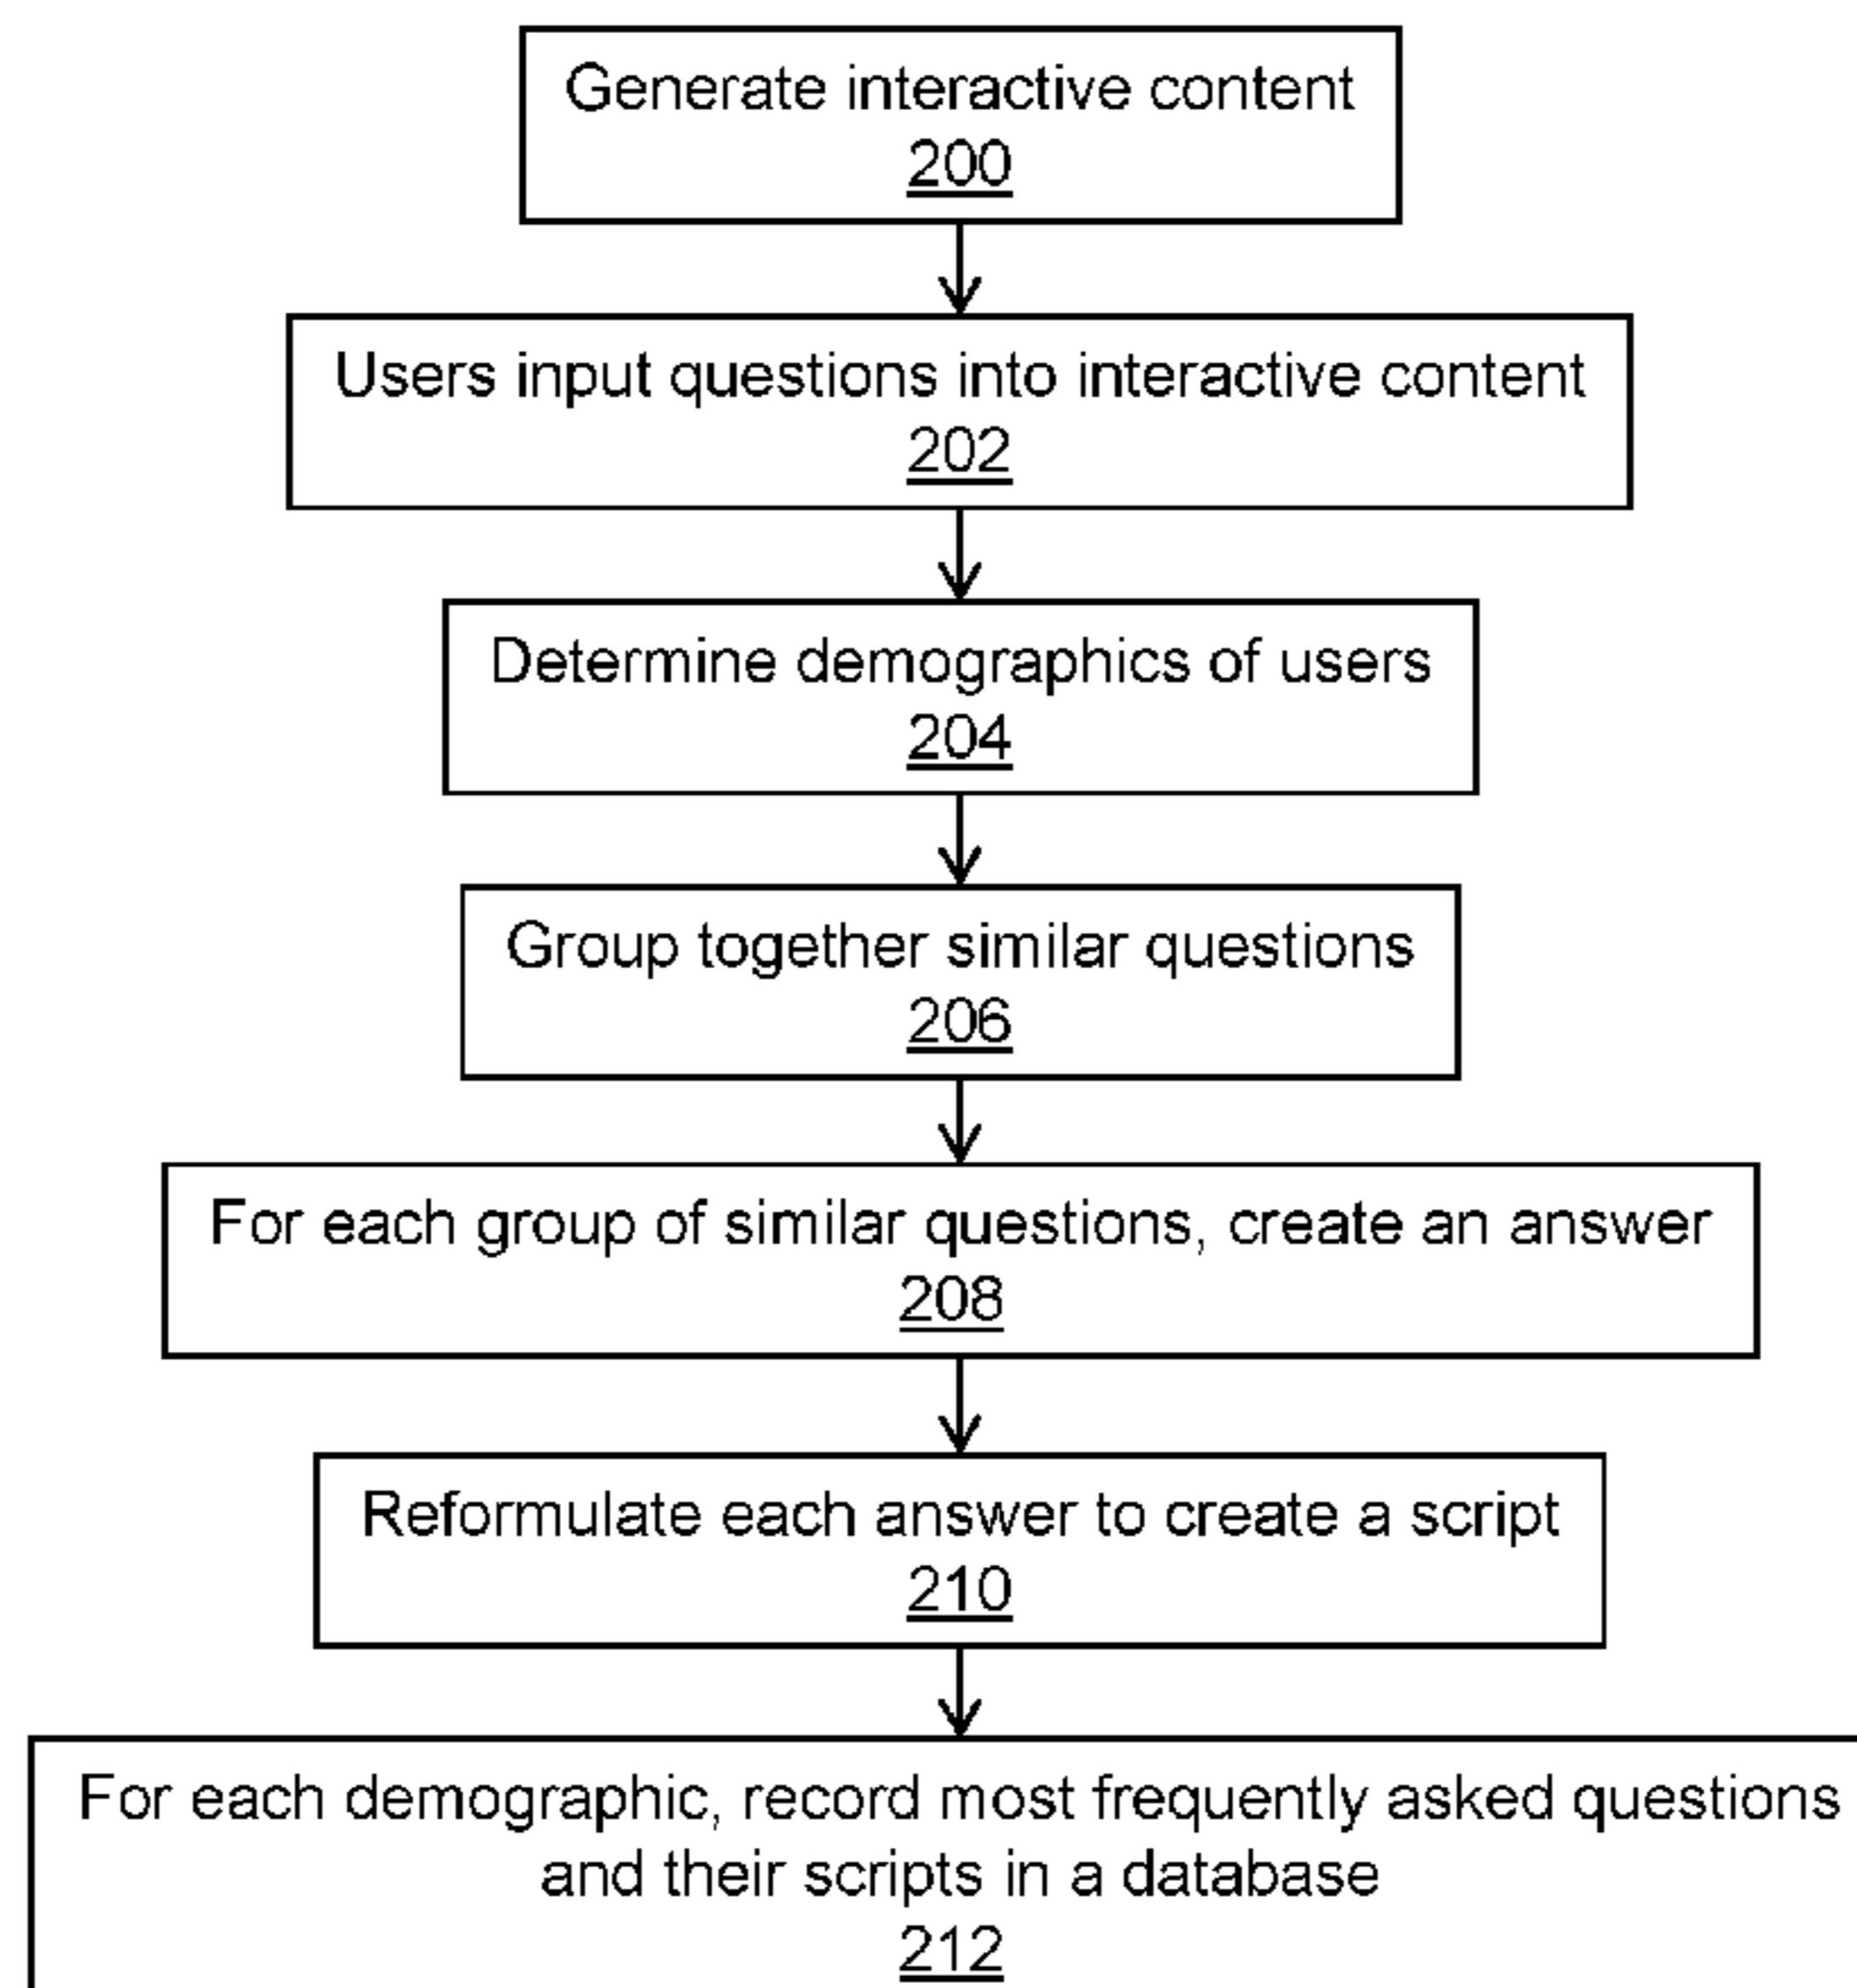 Generate interactive content
200
Users input questions into interactive content
202
Determine demographics of users
204
Group together similar questions
206
For each group of similar questions, create an answer
208
Reformulate each answer to create a script
210
For each demographic, record most frequently asked questions
and their scripts in a database
212